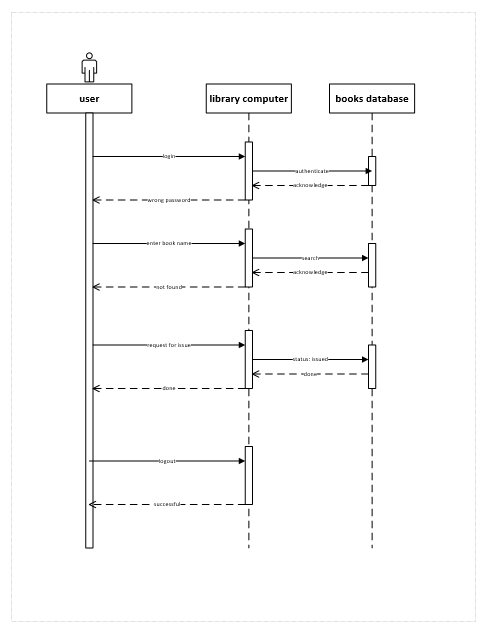 user
library computer
books database
login
authenticate
acknowledge
wrong password
enter book name
search
acknowledge
not found
request for issue
status: issued
done
done
logout
successful